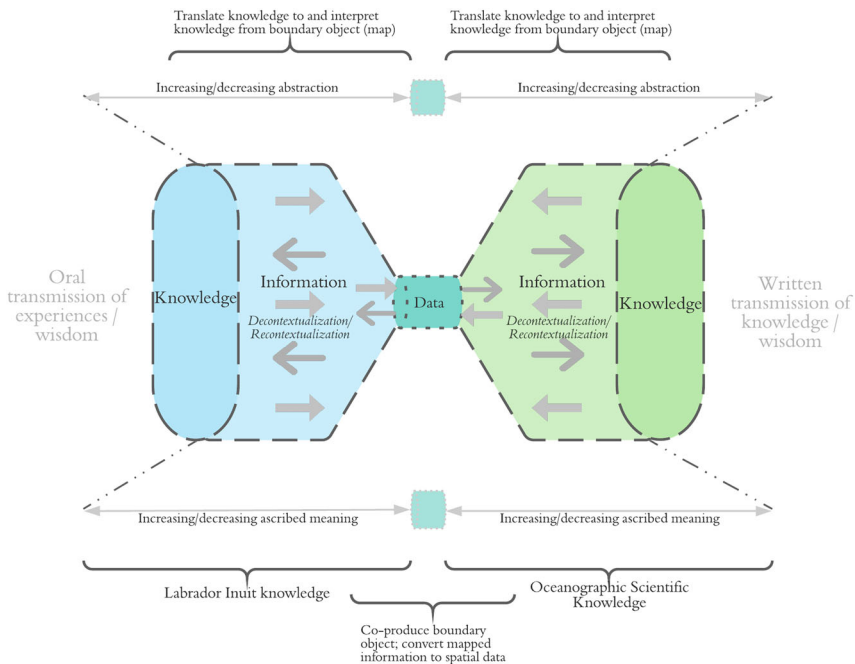 Translate knowledge to and interpret
knowledge from boundary object (map)
Translate knowledge to and interpret
knowledge from boundary object (map)
Increasing/decreasing abstraction
Increasing/decreasing abstraction
Oral
transmission of
experiences /
wisdom
Knowledge
Information
Decontextualization/
Recontextualization
Data
Information
Decontextualization/
Recontextualization
Knowledge
Written
transmission of
knowledge /
wisdom
Increasing/decreasing ascribed meaning
Increasing/decreasing ascribed meaning
Labrador Inuit knowledge
Oceanographic Scientific
Knowledge
Co-produce boundary
object; convert mapped
information to spatial data